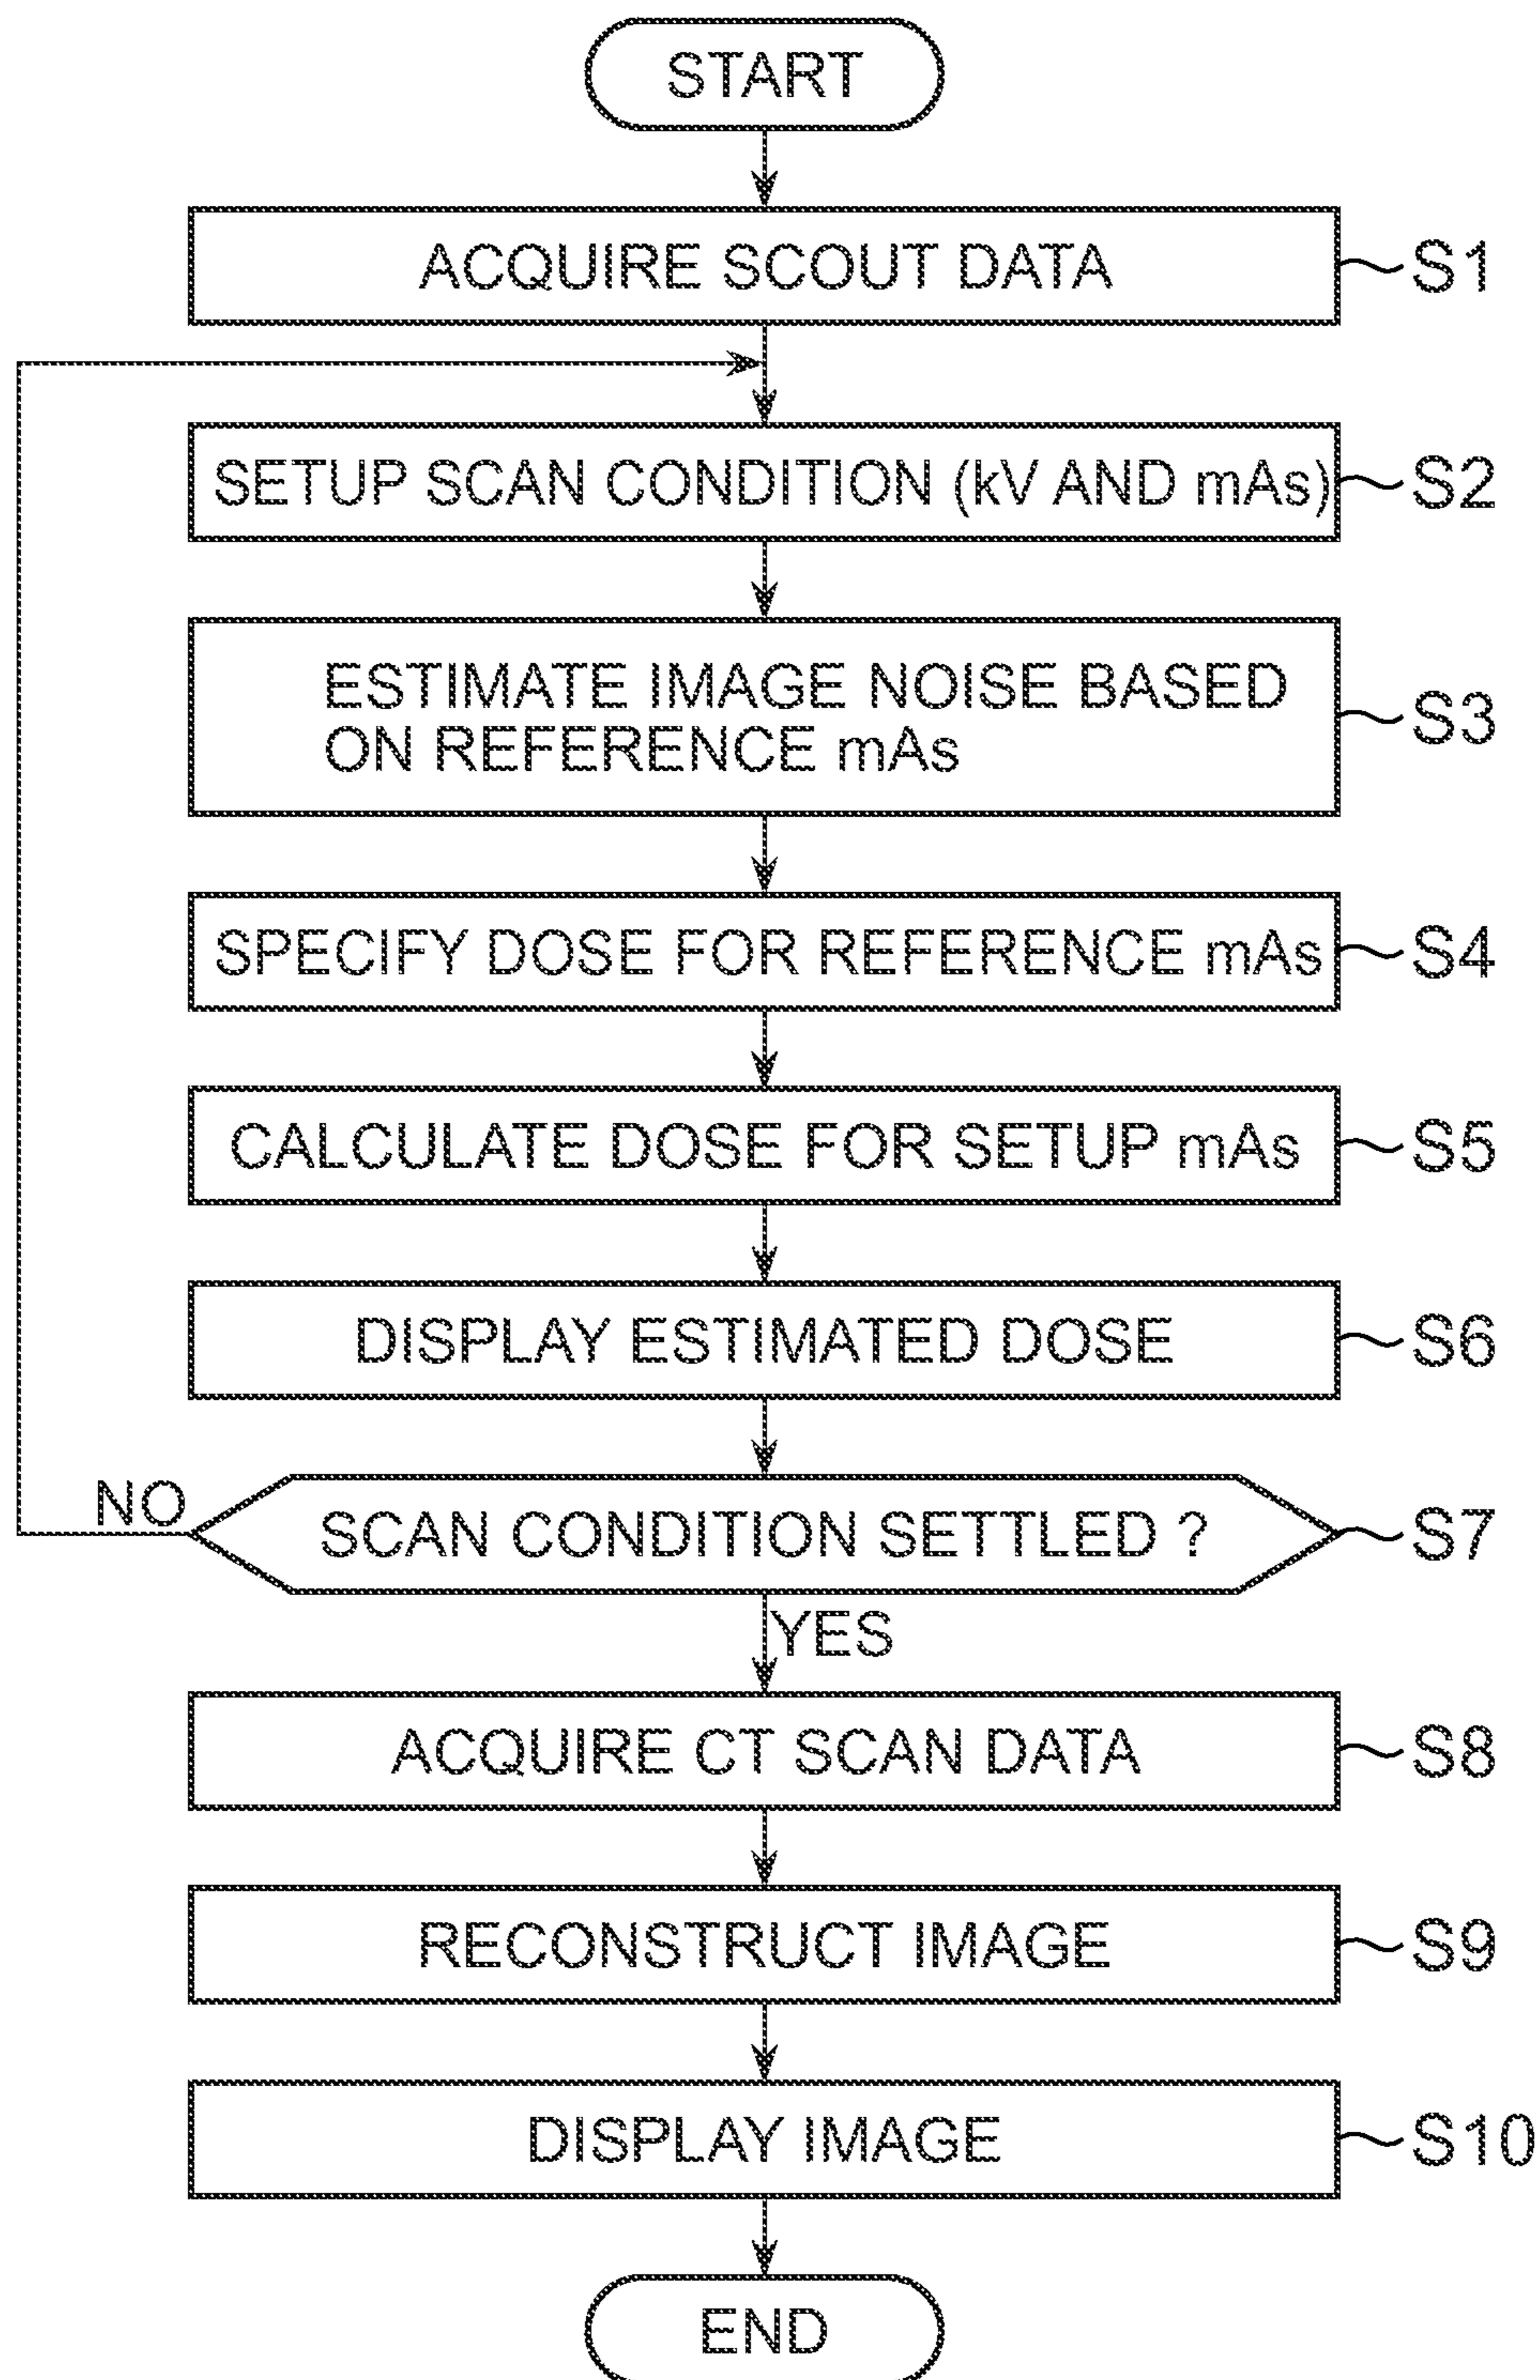 START
ACQUIRE SCOUT DATA
S1
SETUP SCAN CONDITION (kV AND mAs)
S2
ESTIMATE IMAGE NOISE BASED
ON REFERENCE mAs
S3
SPECIFY DOSE FOR REFERENCE mAs
S4
CALCULATE DOSE FOR SETUP mAs
S5
DISPLAY ESTIMATED DOSE
S6
NO
SCAN CONDITION SETTLED ?
S7
YES
ACQUIRE CT SCAN DATA
S8
RECONSTRUCT IMAGE
S9
DISPLAY IMAGE
S10
END